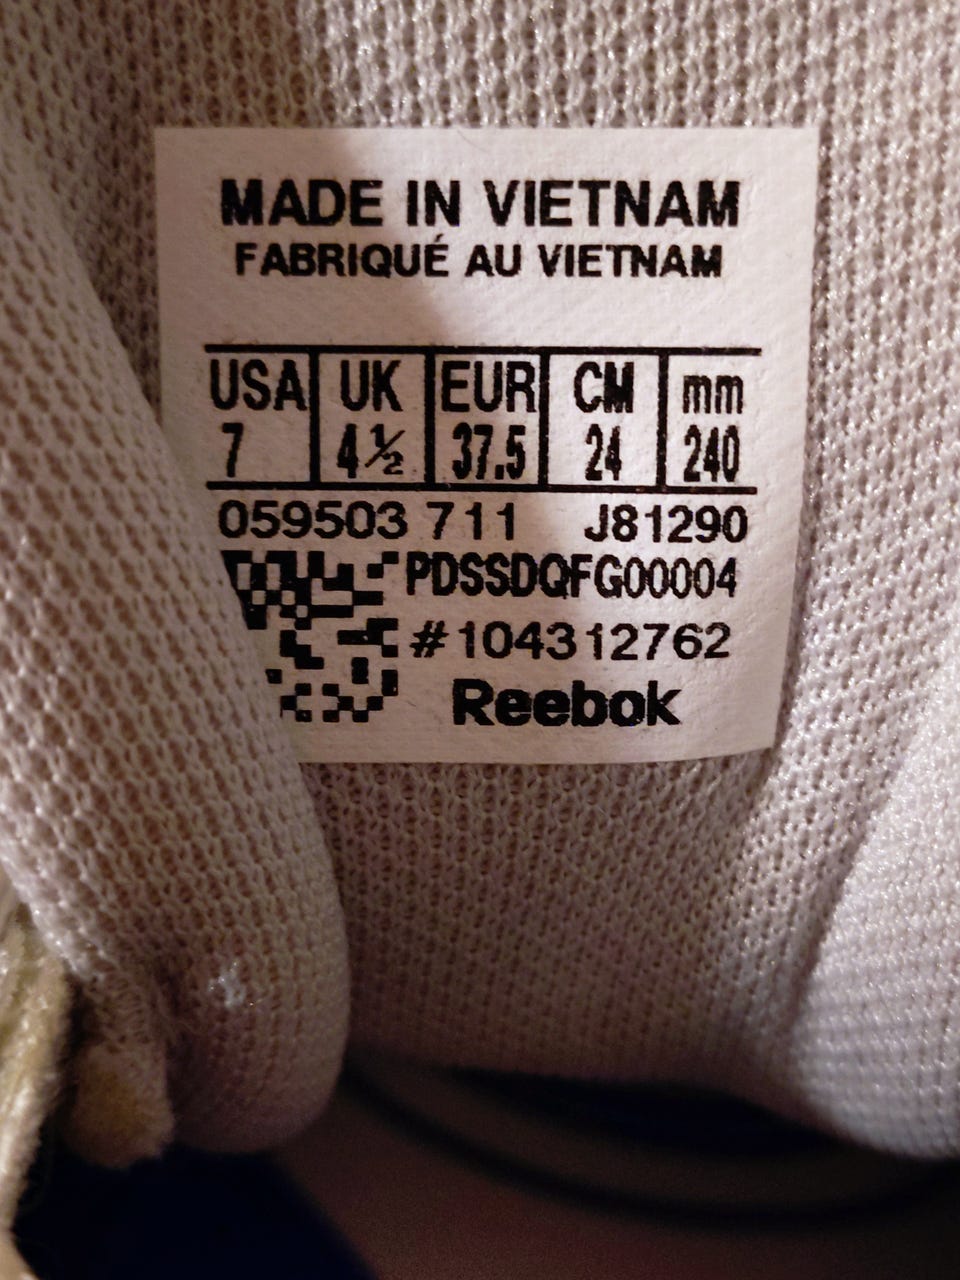 MADE IN VIETNAM
FABRIQUÉ AU VIETNAM
USA UK EUR CM mm
7 4½ 37.5 24 240
059503 711 J81290
PDSSDQFG00004
#104312762
Reebok